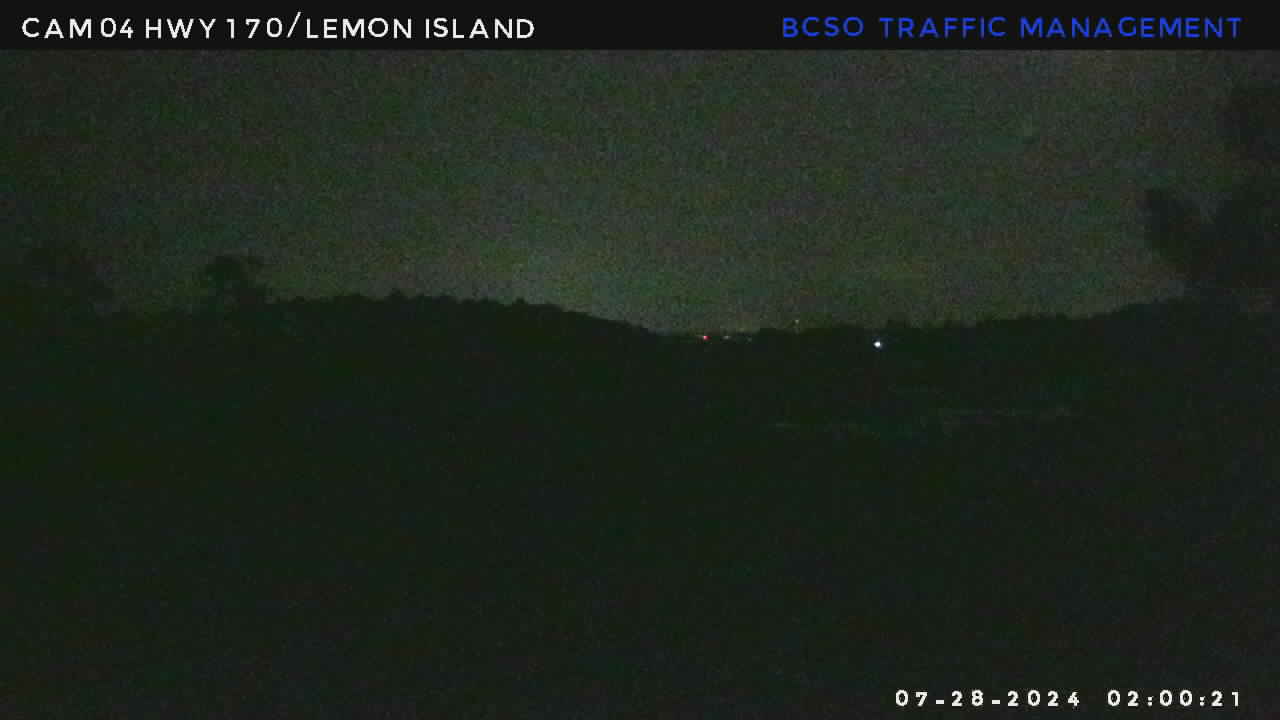 CAM04 HWY 170/LEMON ISLAND
BCSO TRAFFIC MANAGEMENT
07-28-2024 02:00:21